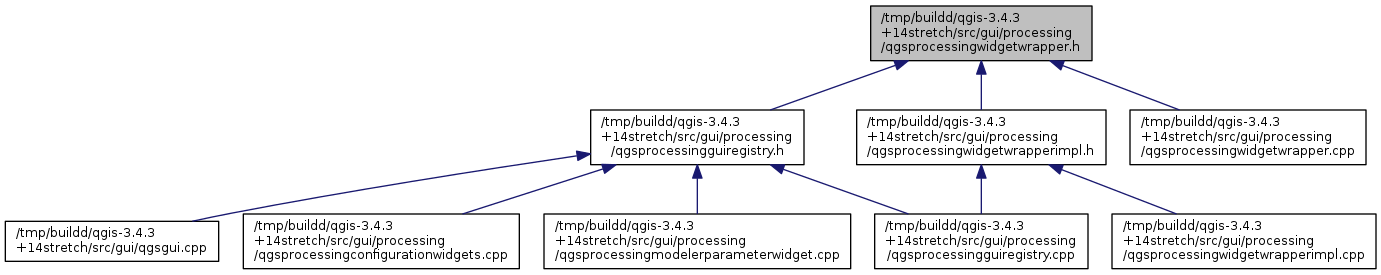 /tmp/buildd/qgis-3.4.3
+14stretch/src/gui/processing
/qgsprocessingwidgetwrapper.h
/tmp/buildd/qgis-3.4.3
+14stretch/src/gui/processing
/qgsprocessingguiregistry.h
/tmp/buildd/qgis-3.4.3
+14stretch/src/gui/processing
/qgsprocessingwidgetwrapperimpl.h
/tmp/buildd/qgis-3.4.3
+14stretch/src/gui/processing
/qgsprocessingwidgetwrapper.cpp
/tmp/buildd/qgis-3.4.3
+14stretch/src/gui/qgsgui.cpp
/tmp/buildd/qgis-3.4.3
+14stretch/src/gui/processing
/qgsprocessingconfigurationwidgets.cpp
/tmp/buildd/qgis-3.4.3
+14stretch/src/gui/processing
/qgsprocessingmodelerparameterwidget.cpp
/tmp/buildd/qgis-3.4.3
+14stretch/src/gui/processing
/qgsprocessingguiregistry.cpp
/tmp/buildd/qgis-3.4.3
+14stretch/src/gui/processing
/qgsprocessingwidgetwrapperimpl.cpp